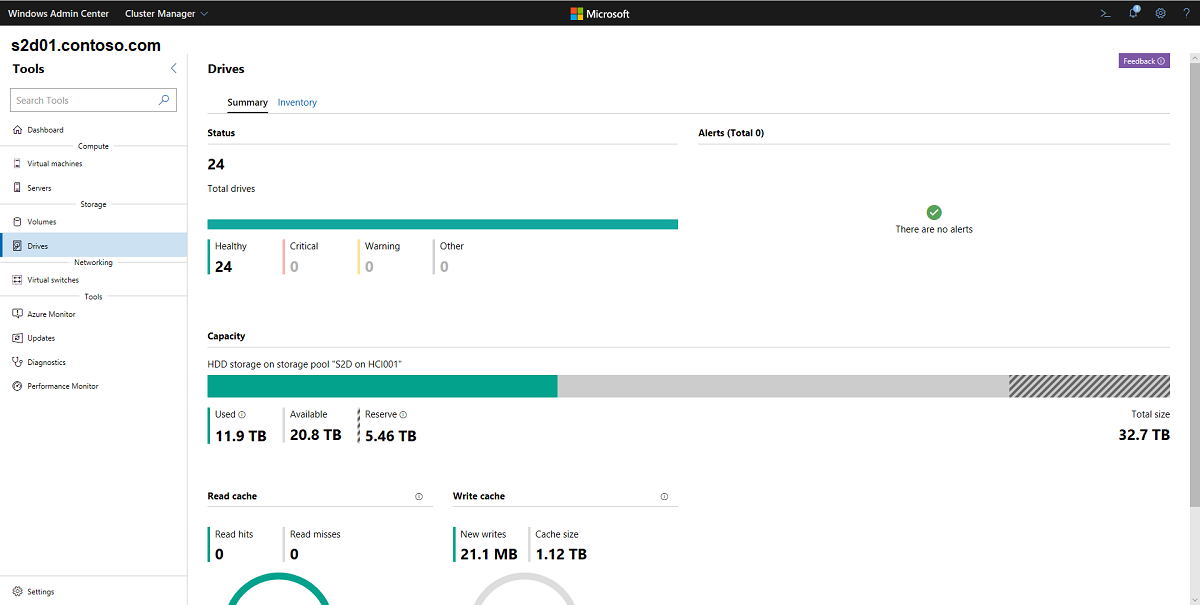 Windows Admin Center Cluster Manager Microsoft 1 ?
s2d01.contoso.com
Tools
Search Tools
Dashboard
Compute
Virtual machines
Servers
Storage
Volumes
Drives
Networking
Virtual switches
Tools
Azure Monitor
Updates
Diagnostics
Performance Monitor
Settings
Drives
Feedback
Summary Inventory
Status
24
Total drives
Healthy Critical Warning Other
24 0 0 0
Alerts (Total 0)
There are no alerts
Capacity
HDD storage on storage pool "S2D on HCI001"
Used Available Reserve Total size
11.9 TB 20.8 TB 5.46 TB 32.7 TB
Read cache
Read hits Read misses
0 0
Write cache
New writes Cache size
21.1 MB 1.12 TB